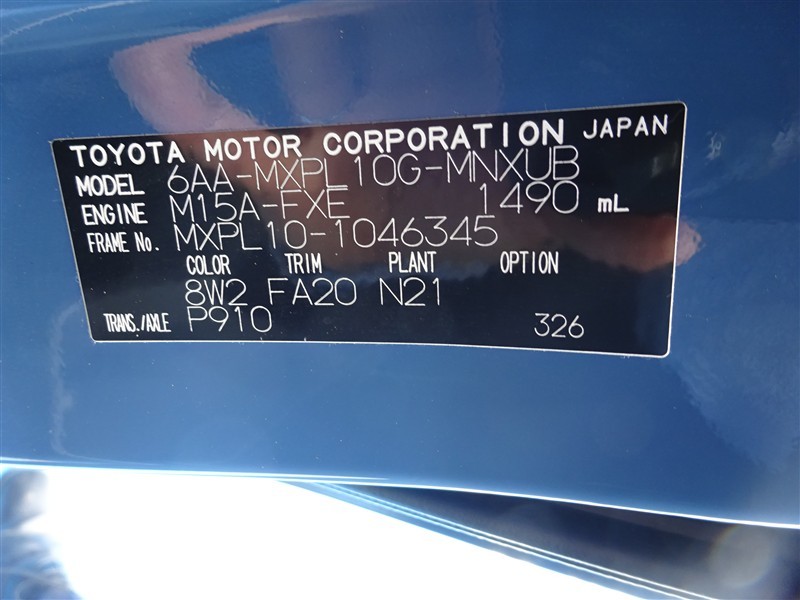 TOYOTA MOTOR CORPORATION JAPAN
MODEL 6AA-MXPL10G-MNXUB
ENGINE M15A-FXE 1490 mL
FRAME No. MXPL10-1046345
COLOR TRIM PLANT OPTION
8W2 FA20 N21
TRANS./AXLE P910 326